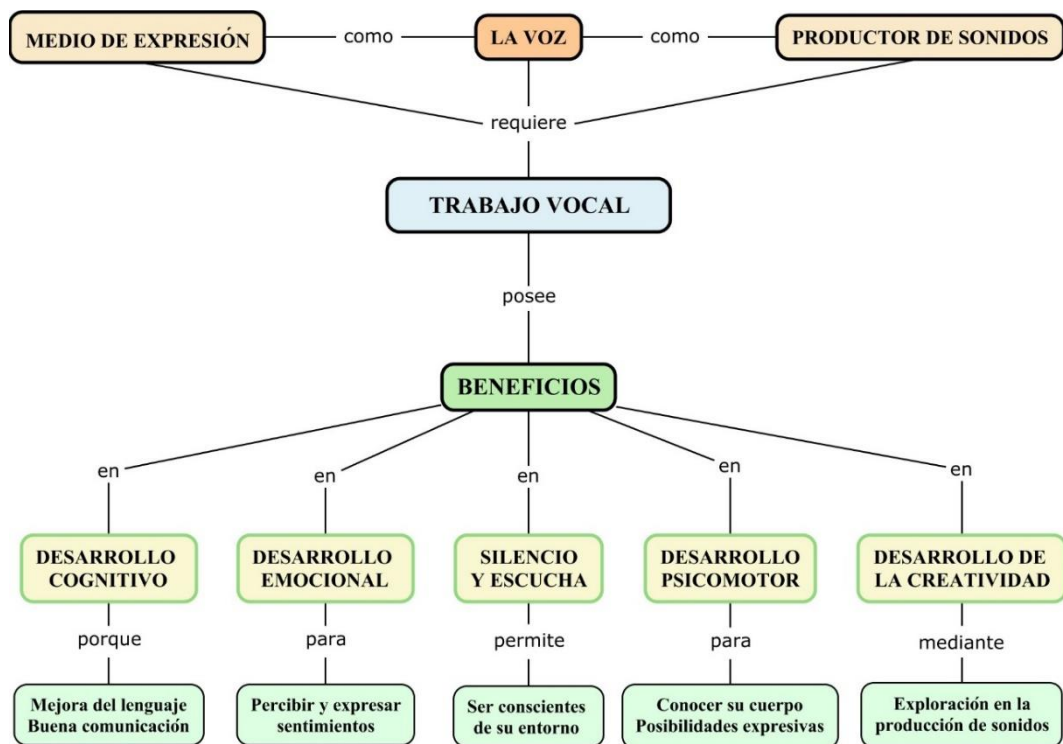 MEDIO DE EXPRESIÓN
como
LA VOZ
como
PRODUCTOR DE SONIDOS
requiere
TRABAJO VOCAL
posee
BENEFICIOS
en
en
en
en
en
DESARROLLO
COGNITIVO
DESARROLLO
EMOCIONAL
SILENCIO
Y ESCUCHA
DESARROLLO
PSICOMOTOR
DESARROLLO DE
LA CREATIVIDAD
porque
para
permite
para
mediante
Mejora del lenguaje
Buena comunicación
Percibir y expresar
sentimientos
Ser conscientes
de su entorno
Conocer su cuerpo
Posibilidades expresivas
Exploración en la
producción de sonidos